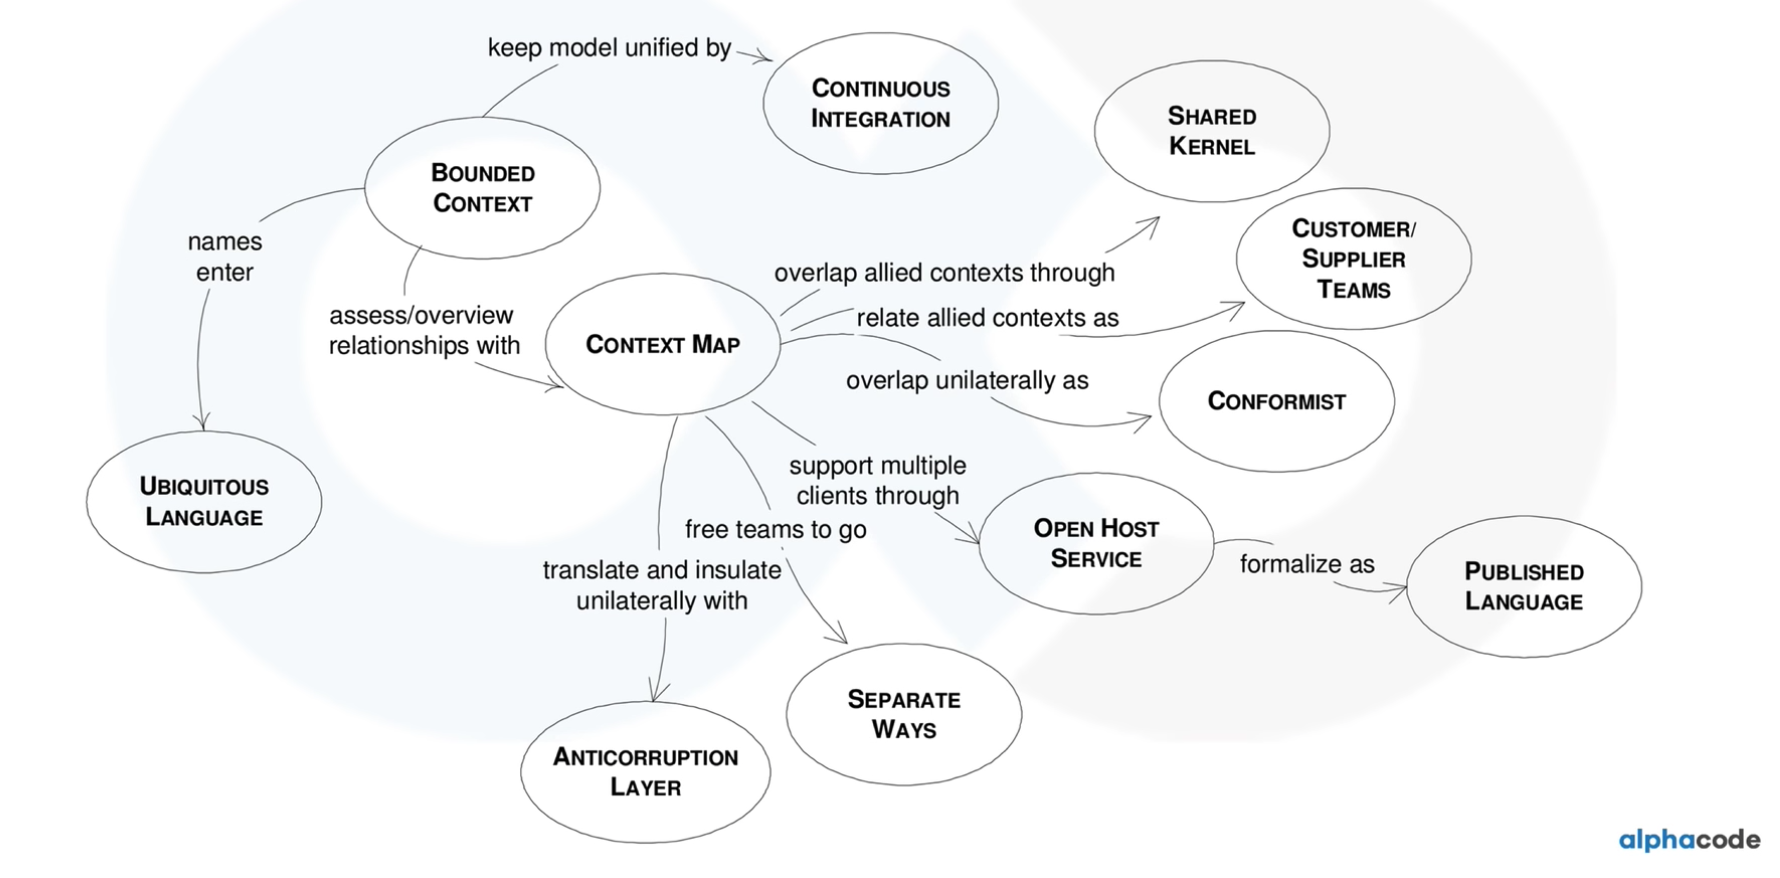 keep model unified by
CONTINUOUS
INTEGRATION
SHARED
KERNEL
BOUNDED
CONTEXT
names
enter
CUSTOMER/
SUPPLIER
TEAMS
overlap allied contexts through
assess/overview
relationships with
CONTEXT MAP
relate allied contexts as
overlap unilaterally as
CONFORMIST
UBIQUITOUS
LANGUAGE
support multiple
clients through
free teams to go
OPEN HOST
SERVICE
formalize as
PUBLISHED
LANGUAGE
translate and insulate
unilaterally with
SEPARATE
WAYS
ANTICORRUPTION
LAYER
alphacode